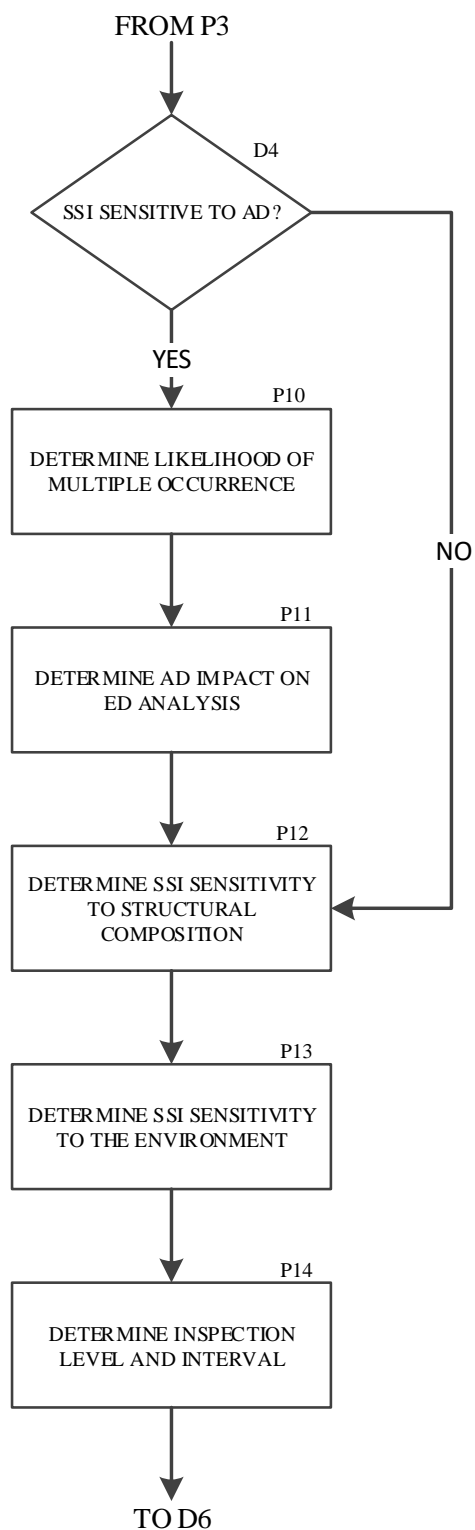 FROM P3
D4
SSI SENSITIVE TO AD?
YES
P10
DETERMINE LIKELIHOOD OF
MULTIPLE OCCURRENCE
NO
P11
DETERMINE AD IMPACT ON
ED ANALYSIS
P12
DETERMINE SSI SENSITIVITY
TO STRUCTURAL
COMPOSITION
P13
DETERMINE SSI SENSITIVITY
TO THE ENVIRONMENT
P14
DETERMINE INSPECTION
LEVEL AND INTERVAL
TO D6